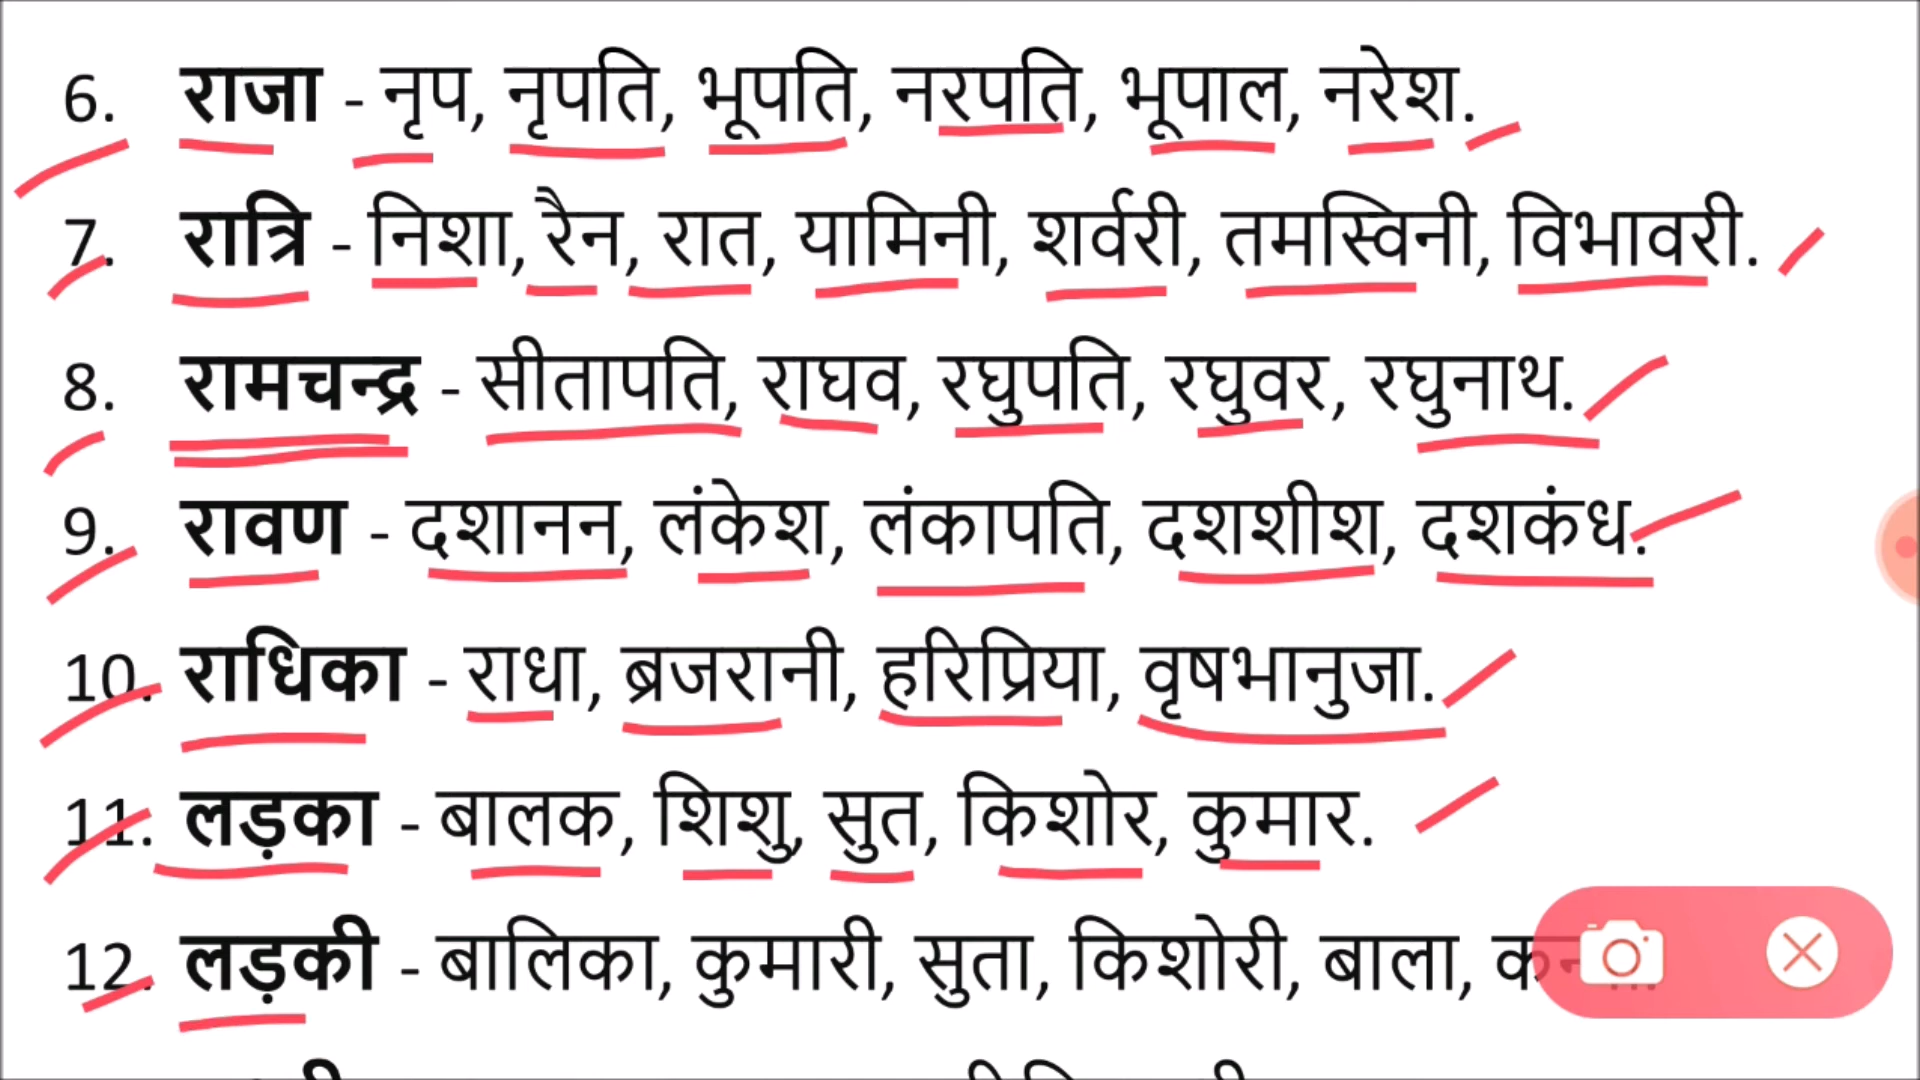 6. राजा - नृप, नृपति, भूपति, नरपति, भूपाल, नरेश.
7. रात्रि - निशा, रैन, रात, यामिनी, शर्वरी, तमस्विनी, विभावरी.
8. रामचन्द्र - सीतापति, राघव, रघुपति, रघुवर, रघुनाथ.
9. रावण - दशानन, लंकेश, लंकापति, दशशीश, दशकंध.
10. राधिका - राधा, ब्रजरानी, हरिप्रिया, वृषभानुजा.
11. लड़का - बालक, शिशु, सुत, किशोर, कुमार.
12. लड़की - बालिका, कुमारी, सुता, किशोरी, बाला,